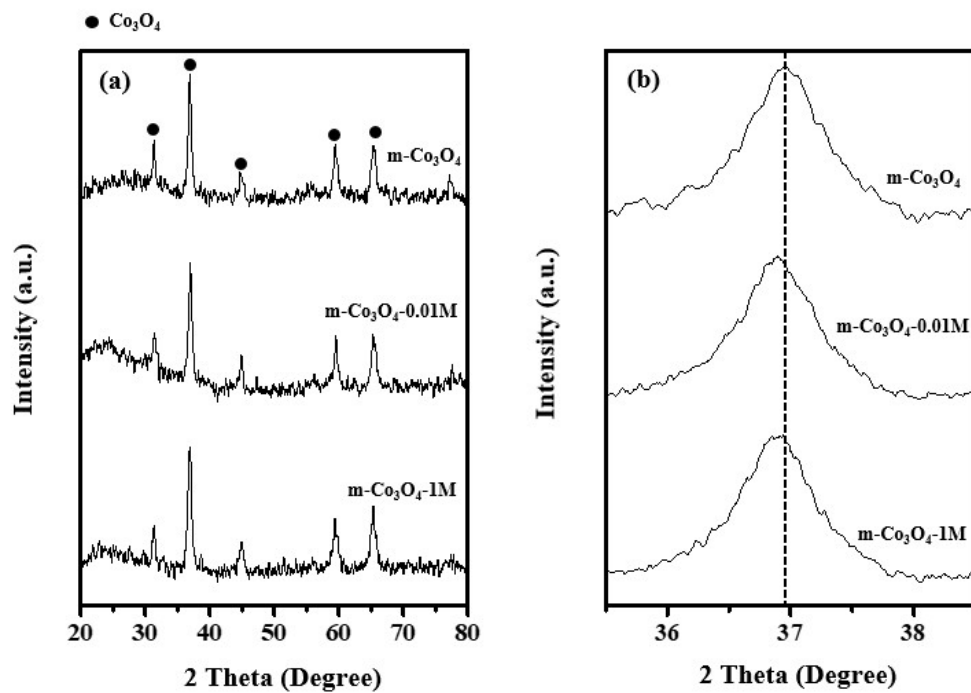 ● Co₃O₄
(a)
m-Co₃O₄
m-Co₃O₄-0.01M
m-Co₃O₄-1M
Intensity (a.u.)
20 30 40 50 60 70 80
2 Theta (Degree)
(b)
m-Co₃O₄
m-Co₃O₄-0.01M
m-Co₃O₄-1M
Intensity (a.u.)
36 37 38
2 Theta (Degree)